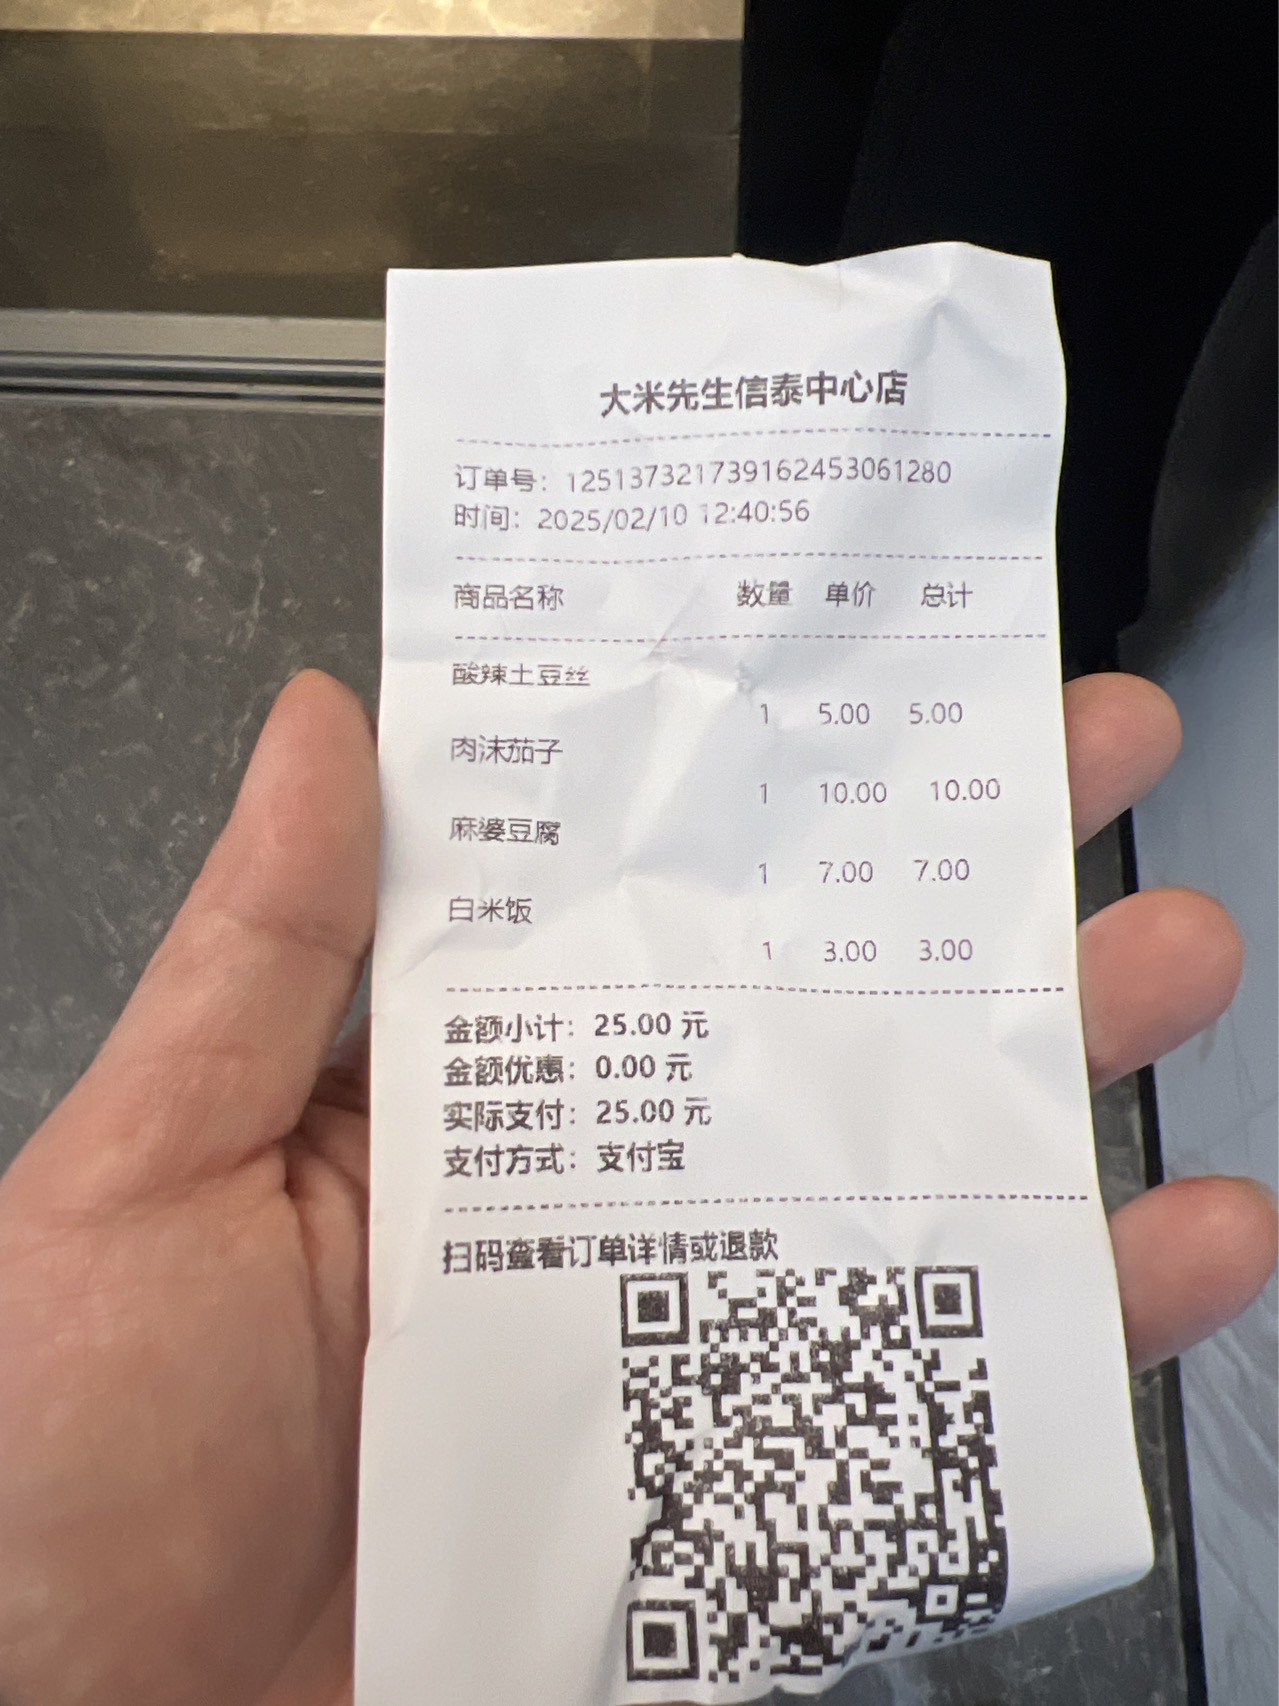 大米先生信泰中心店
订单号：1251373217391624530​61280
时间：2025/02/10 12:40:56
商品名称 数量 单价 总计
酸辣土豆丝
1 5.00 5.00
肉沫茄子
1 10.00 10.00
麻婆豆腐
1 7.00 7.00
白米饭
1 3.00 3.00
金额小计：25.00 元
金额优惠：0.00 元
实际支付：25.00 元
支付方式：支付宝
扫码查看订单详情或退款